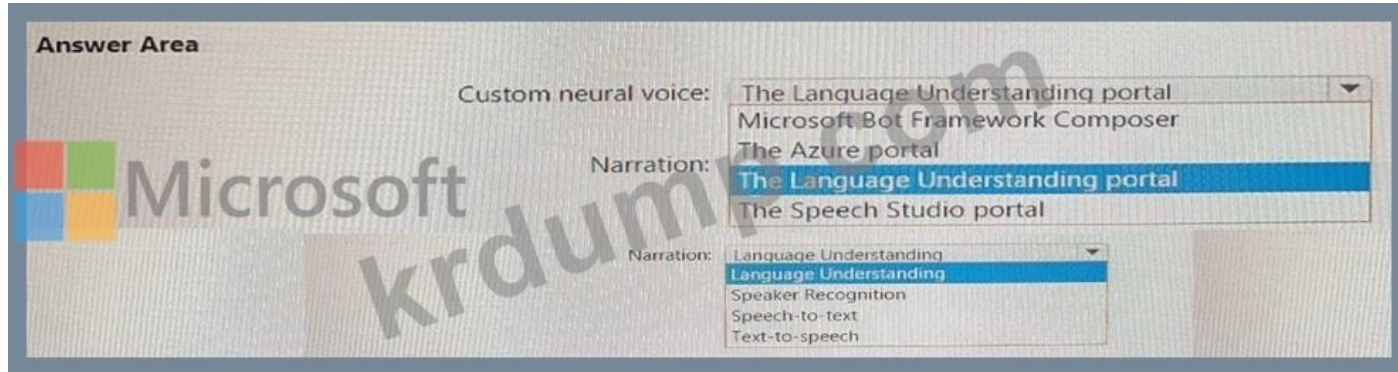 Answer Area
Custom neural voice: The Language Understanding portal
Microsoft Bot Framework Composer
The Azure portal
Narration:
The Language Understanding portal
The Speech Studio portal
Microsoft
krdump.com
Narration: Language Understanding
Language Understanding
Speaker Recognition
Speech-to-text
Text-to-speech